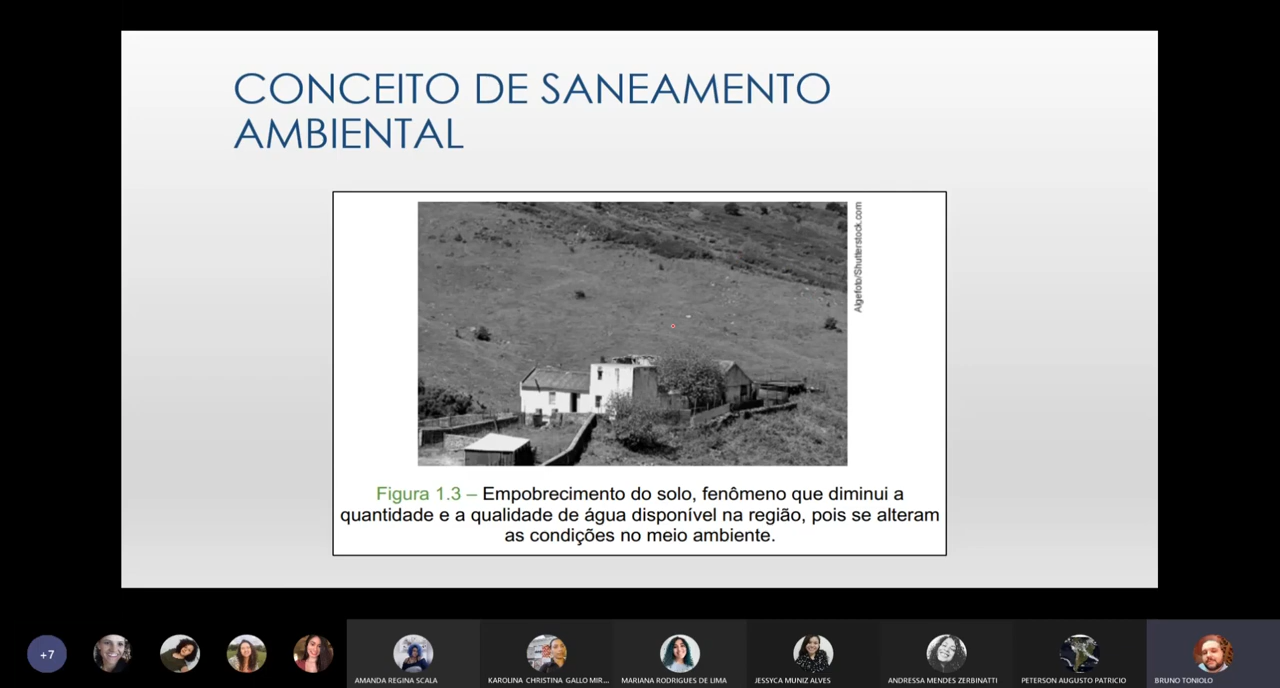 CONCEITO DE SANEAMENTO
AMBIENTAL
Algefoto/Shutterstock.com
Figura 1.3 – Empobrecimento do solo, fenômeno que diminui a
quantidade e a qualidade de água disponível na região, pois se alteram
as condições no meio ambiente.
+7
AMANDA REGINA SCALA
KAROLINA CHRISTINA GALLO MIR...
MARIANA RODRIGUES DE LIMA
JESSYCA MUNIZ ALVES
ANDRESSA MENDES ZERBINATTI
PETERSON AUGUSTO PATRICIO
BRUNO TONIOLO